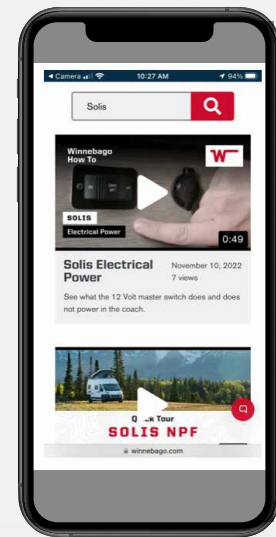 Camera
10:27 AM
94%
Solis
Winnebago
How To
W
SOLIS
Electrical Power
0:49
Solis Electrical
Power
November 10, 2022
7 views
See what the 12 Volt master switch does and does
not power in the coach.
Tour
SOLIS NPF
winnebago.com